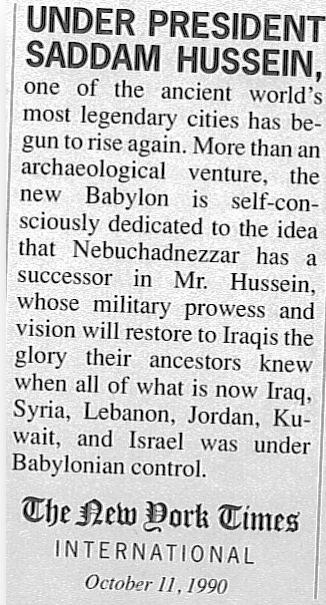 UNDER PRESIDENT
SADDAM HUSSEIN,
one of the ancient world's
most legendary cities has be-
gun to rise again. More than an
archaeological venture, the
new Babylon is self-con-
sciously dedicated to the idea
that Nebuchadnezzar has a
successor in Mr. Hussein,
whose military prowess and
vision will restore to Iraqis the
glory their ancestors knew
when all of what is now Iraq,
Syria, Lebanon, Jordan, Ku-
wait, and Israel was under
Babylonian control.
The New York Times
INTERNATIONAL
October 11, 1990